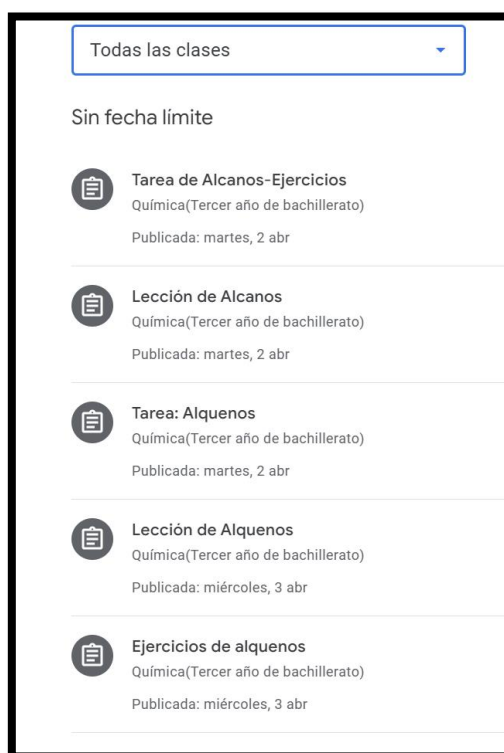 Todas las clases
Sin fecha límite
Tarea de Alcanos-Ejercicios
Química(Tercer año de bachillerato)
Publicada: martes, 2 abr
Lección de Alcanos
Química(Tercer año de bachillerato)
Publicada: martes, 2 abr
Tarea: Alquenos
Química(Tercer año de bachillerato)
Publicada: martes, 2 abr
Lección de Alquenos
Química(Tercer año de bachillerato)
Publicada: miércoles, 3 abr
Ejercicios de alquenos
Química(Tercer año de bachillerato)
Publicada: miércoles, 3 abr